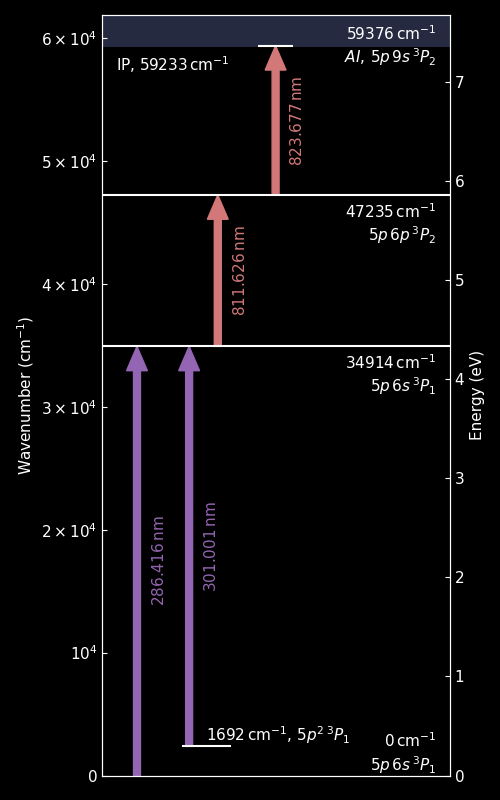 6 × 10⁴
59376 cm⁻¹
IP, 59233 cm⁻¹
AI, 5p 9s ³P₂
7
823.677 nm
5 × 10⁴
6
47235 cm⁻¹
5p 6p ³P₂
811.626 nm
4 × 10⁴
5
34914 cm⁻¹
5p 6s ³P₁
Wavenumber (cm⁻¹)
Energy (eV)
4
3 × 10⁴
3
286.416 nm
301.001 nm
2 × 10⁴
2
10⁴
1
1692 cm⁻¹, 5p² ³P₁
0 cm⁻¹
5p 6s ³P₁
0
0